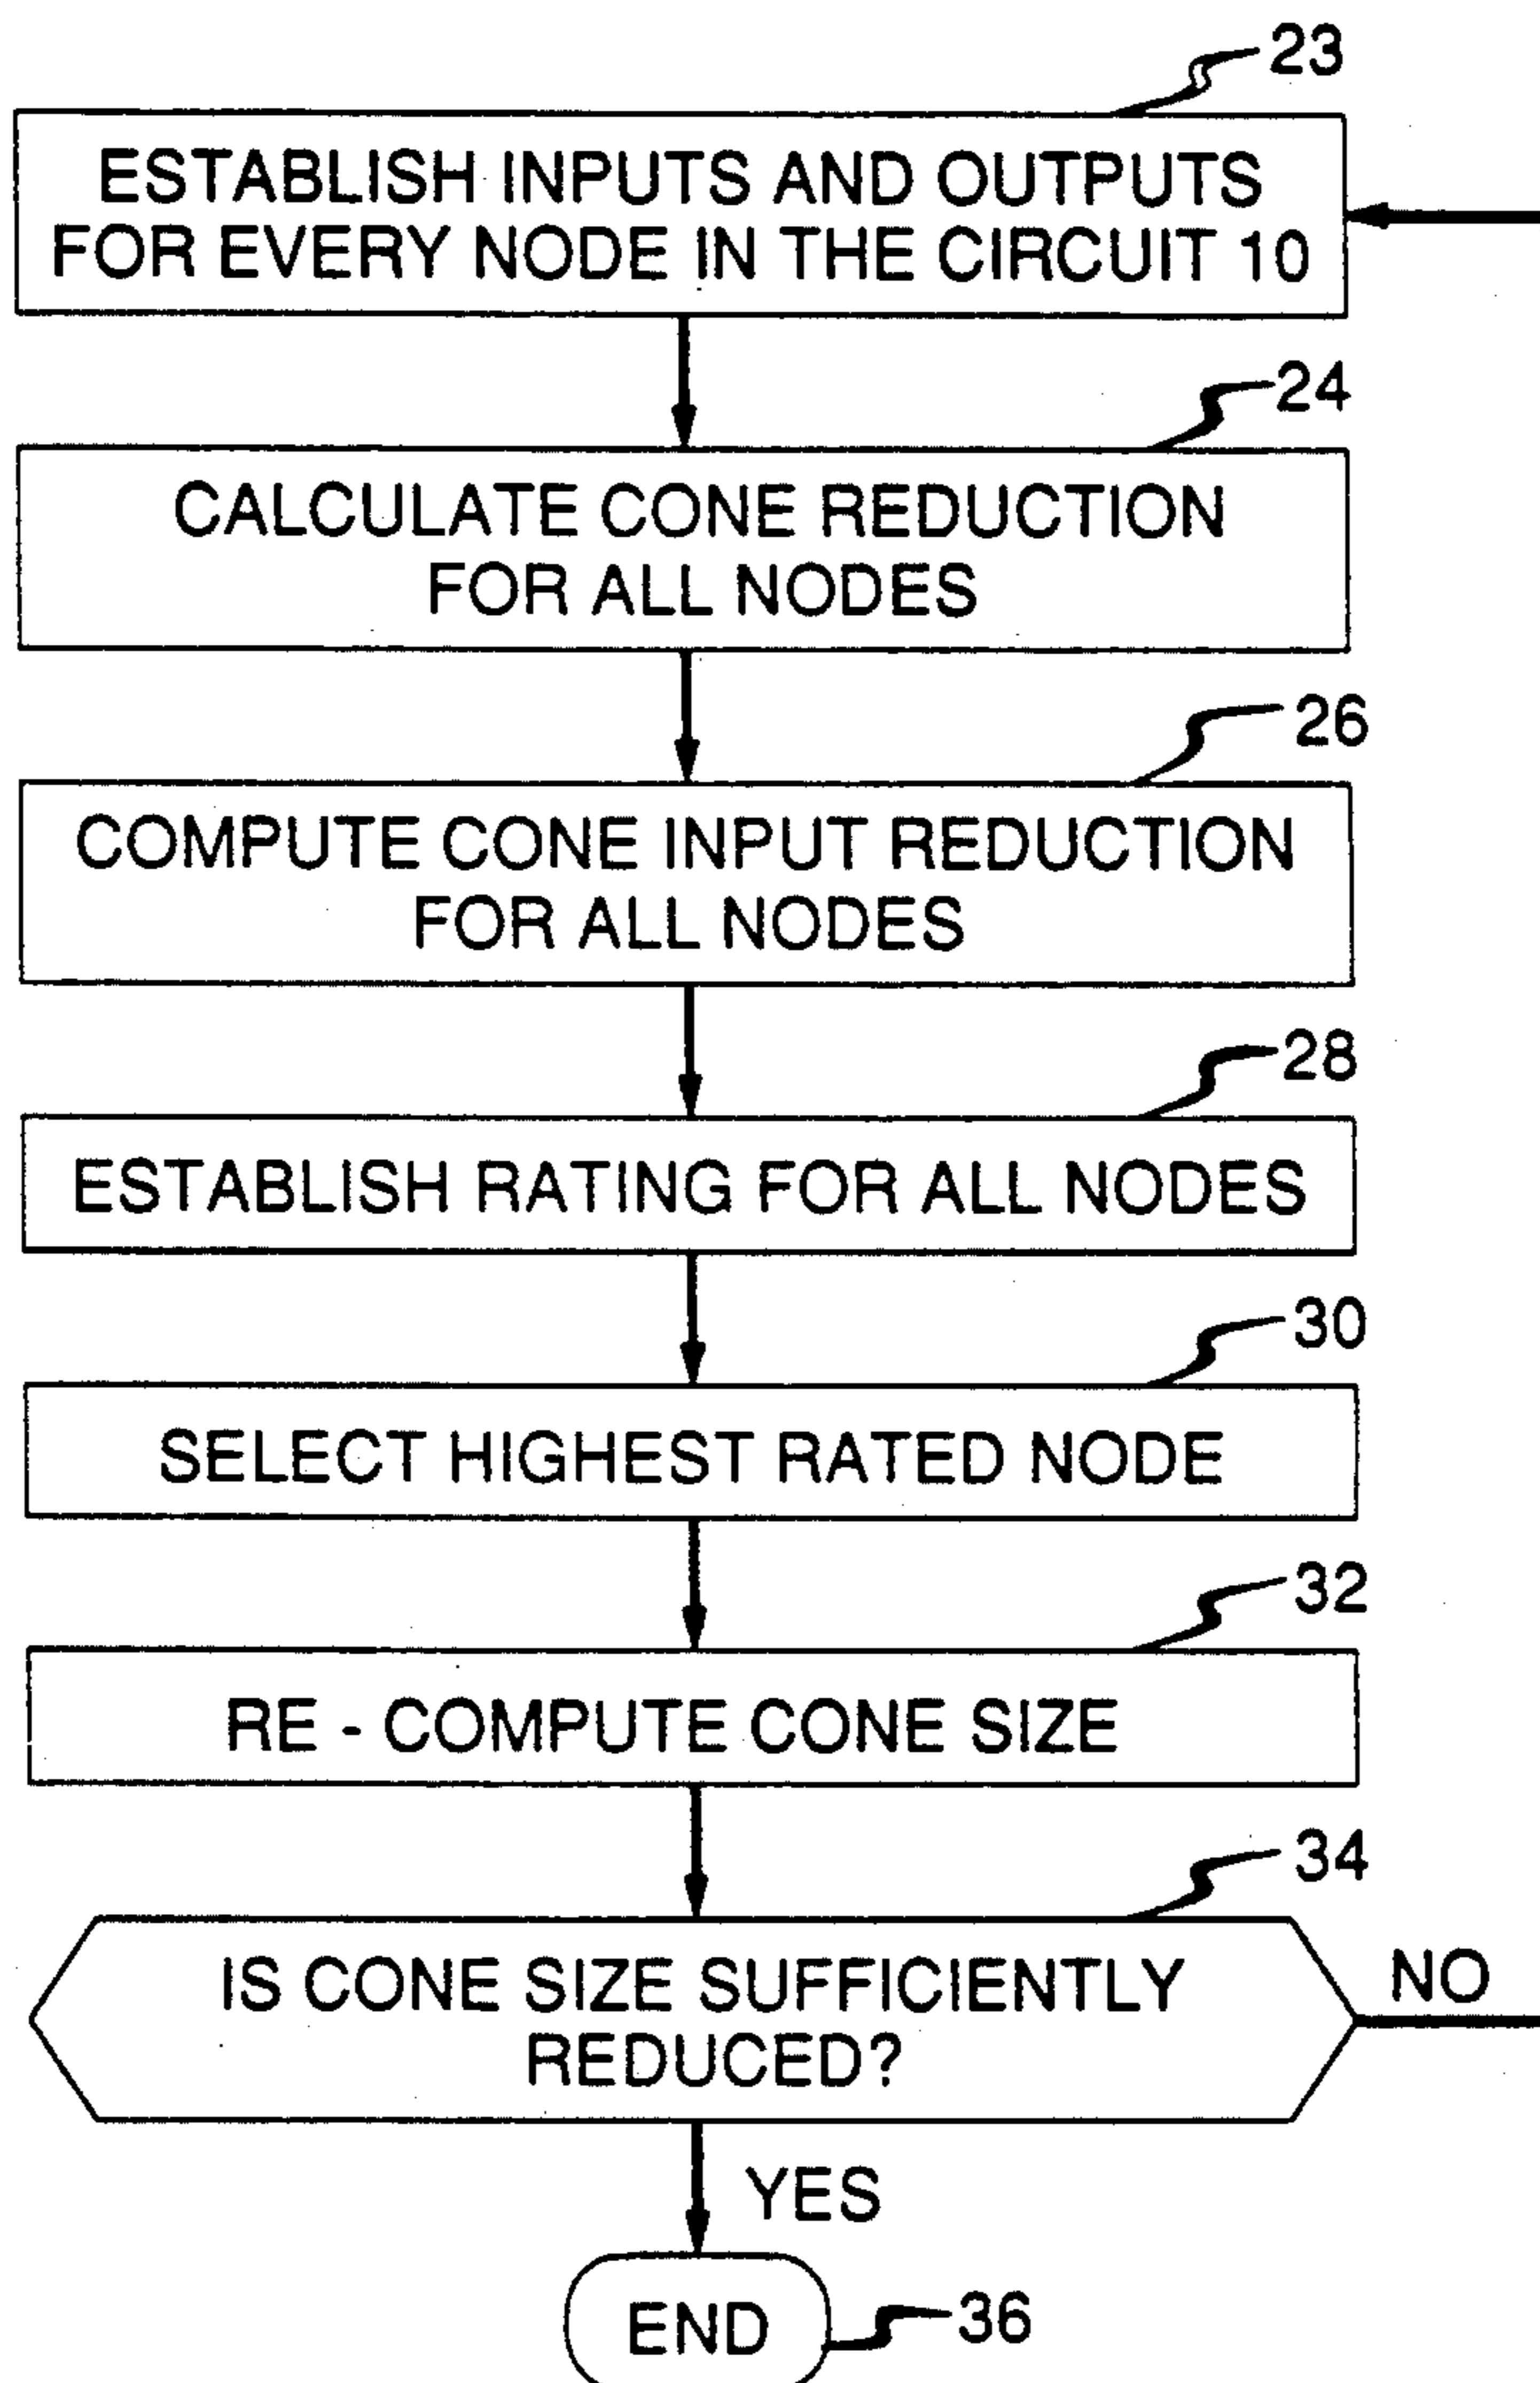 23
ESTABLISH INPUTS AND OUTPUTS
FOR EVERY NODE IN THE CIRCUIT 10
24
CALCULATE CONE REDUCTION
FOR ALL NODES
26
COMPUTE CONE INPUT REDUCTION
FOR ALL NODES
28
ESTABLISH RATING FOR ALL NODES
30
SELECT HIGHEST RATED NODE
32
RE - COMPUTE CONE SIZE
34
IS CONE SIZE SUFFICIENTLY
REDUCED?
NO
YES
END
36